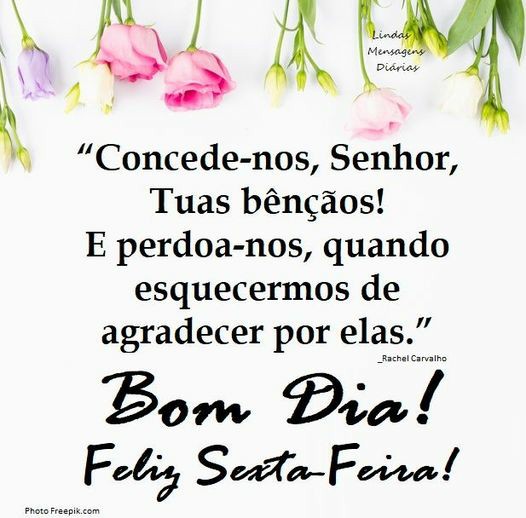 Lindas
Mensagens
Diárias
“Concede-nos, Senhor,
Tuas bênçãos!
E perdoa-nos, quando
esquecermos de
agradecer por elas.”
_Rachel Carvalho
Bom Dia!
Feliz Sexta-Feira!
Photo Freepik.com